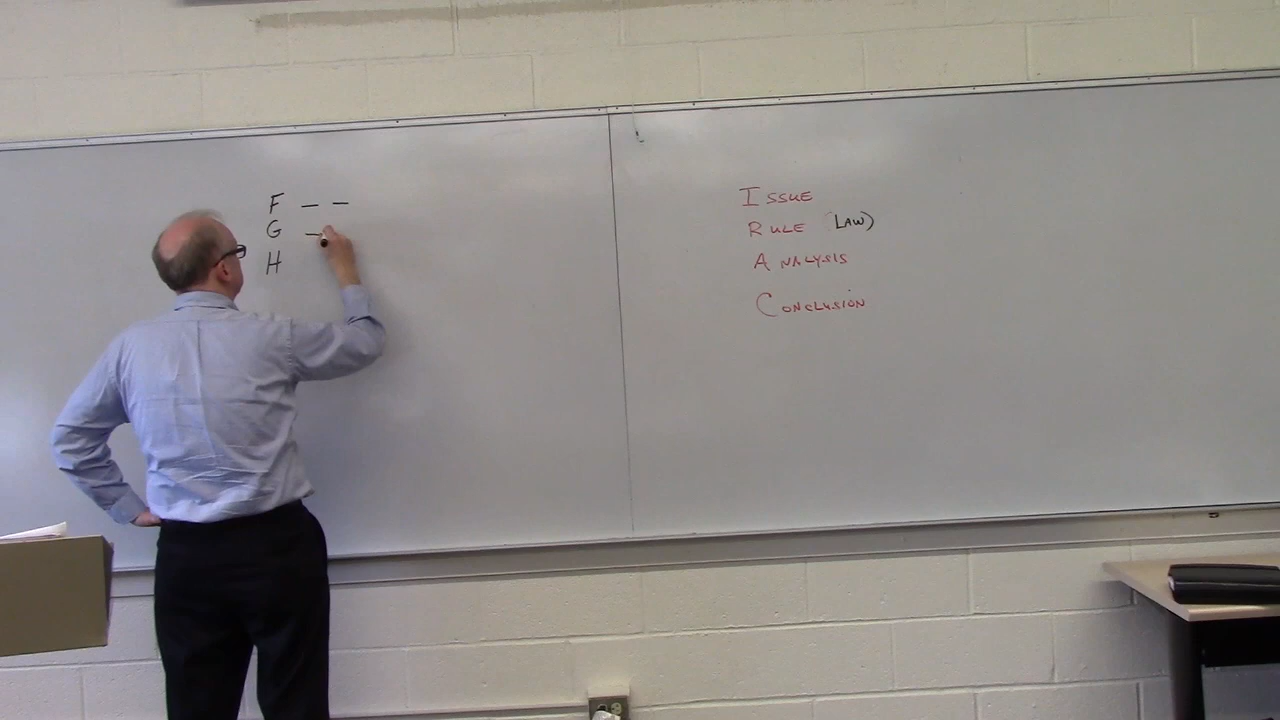 F — —
G —
H
ISSUE
RULE (LAW)
ANALYSIS
CONCLUSION